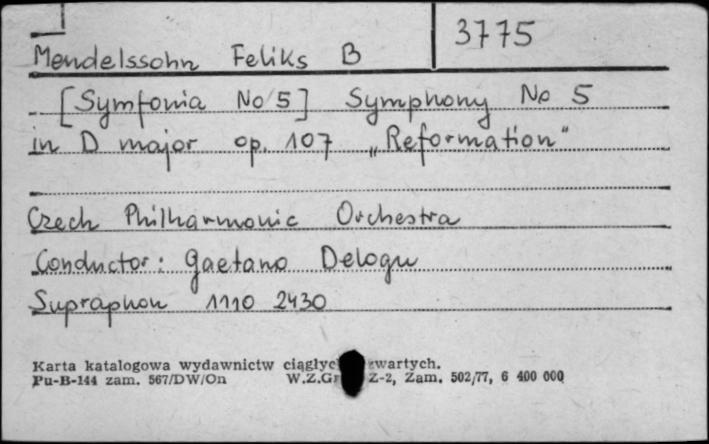 Mendelssohn Feliks B
3775
[Symfonia No 5] Symphony No 5
in D major op. 107 „Reformation"
Czech Philharmonic Orchestra
Conductor: Gaetano Delogu
Supraphon 1110 2430
Karta katalogowa wydawnictw
Pu-B-144 zam. 567/DW/On Z-2, Zam. 502/77, 6 400 000